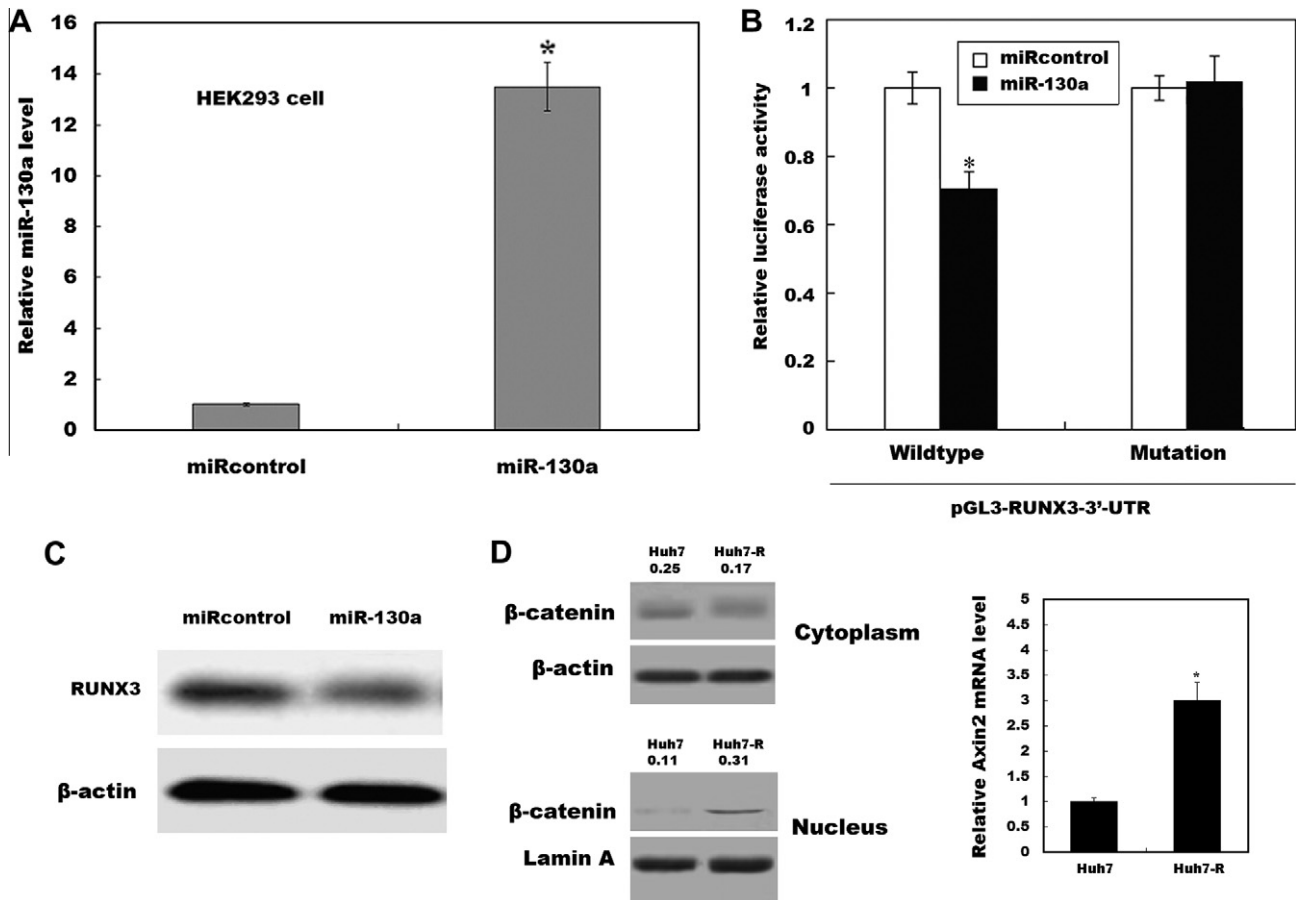 A
Relative miR-130a level
16
14
12
10
8
6
4
2
0
HEK293 cell
*
miRcontrol
miR-130a
B
Relative luciferase activity
1.2
1
0.8
0.6
0.4
0.2
0
miRcontrol
miR-130a
*
Wildtype
Mutation
pGL3-RUNX3-3'-UTR
C
miRcontrol
miR-130a
RUNX3
β-actin
D
Huh7
Huh7-R
0.25
0.17
β-catenin
Cytoplasm
β-actin
Huh7
Huh7-R
0.11
0.31
β-catenin
Nucleus
Lamin A
Relative Axin2 mRNA level
5
4.5
4
3.5
3
2.5
2
1.5
1
0.5
0
*
Huh7
Huh7-R